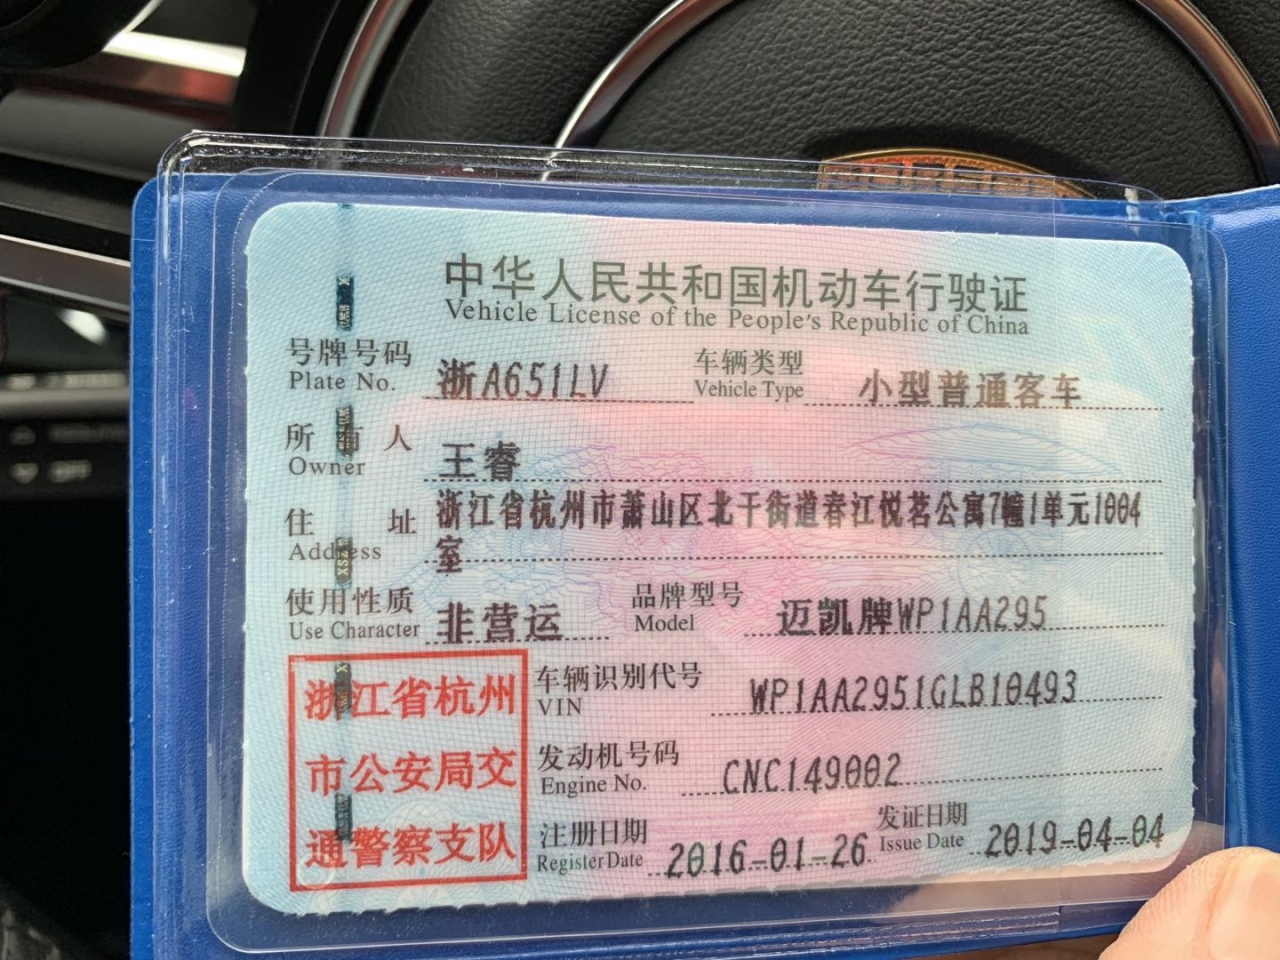 中华人民共和国机动车行驶证
Vehicle License of the People's Republic of China
号牌号码 浙A651LV 车辆类型 小型普通客车
Plate No. Vehicle Type
所有人 王睿
Owner
住址 浙江省杭州市萧山区北干街道春江悦茗公寓7幢1单元1004
Address 室
使用性质 非营运 品牌型号 迈凯牌WP1AA295
Use Character Model
浙江省杭州 车辆识别代号 WP1AA2951GLB10493
VIN
市公安局交 发动机号码 CNC149002
Engine No.
通警察支队 注册日期 2016-01-26 发证日期 2019-04-04
Register Date Issue Date
OFF